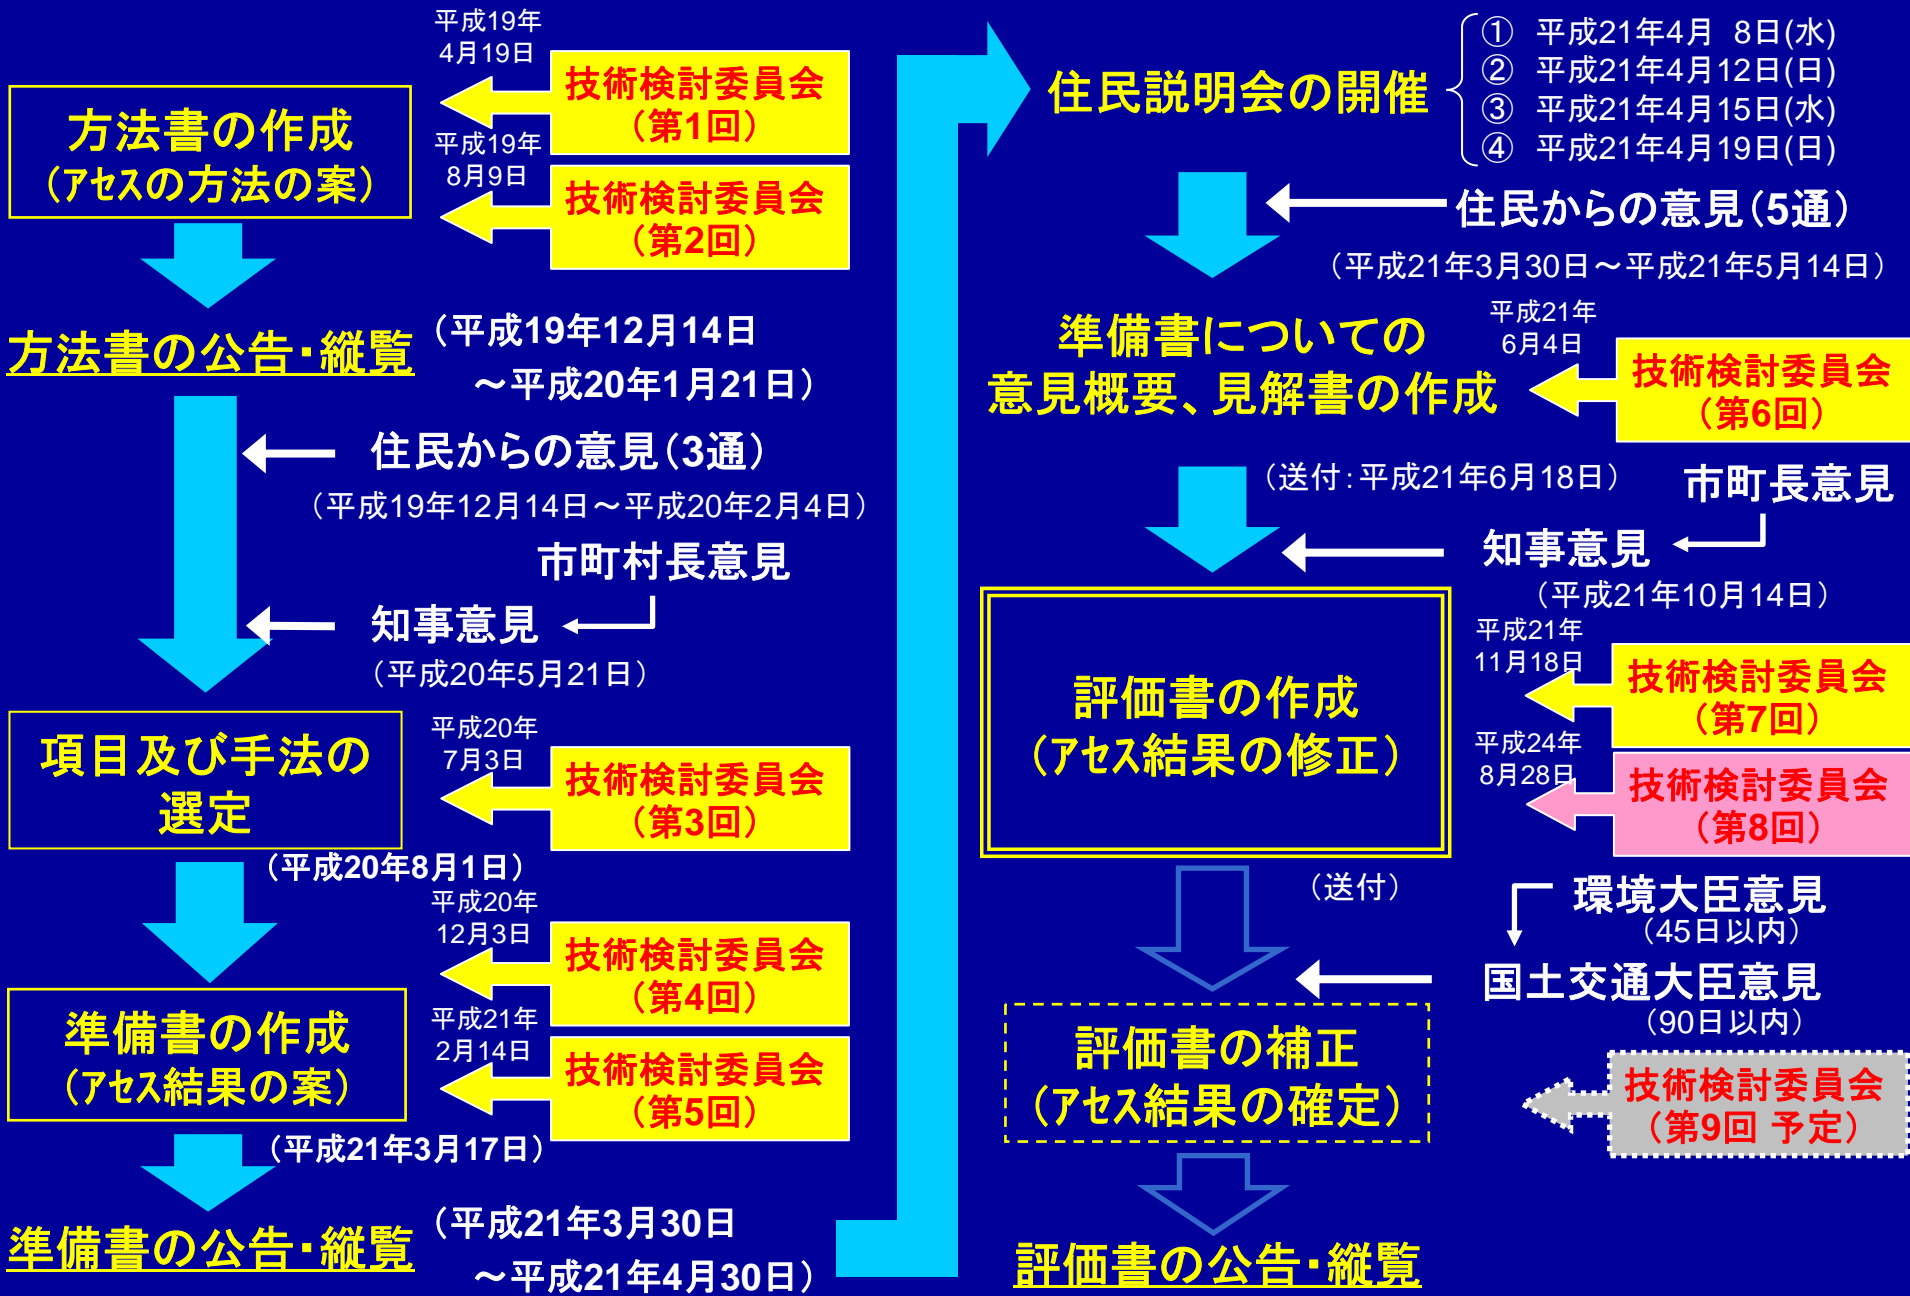 平成19年
4月19日
技術検討委員会
（第1回）
方法書の作成
（アセスの方法の案）
平成19年
8月9日
技術検討委員会
（第2回）
方法書の公告・縦覧
（平成19年12月14日
～平成20年1月21日）
住民からの意見（3通）
（平成19年12月14日～平成20年2月4日）
市町村長意見
知事意見
（平成20年5月21日）
項目及び手法の
選定
平成20年
7月3日
技術検討委員会
（第3回）
（平成20年8月1日）
平成20年
12月3日
技術検討委員会
（第4回）
準備書の作成
（アセス結果の案）
平成21年
2月14日
技術検討委員会
（第5回）
（平成21年3月17日）
準備書の公告・縦覧
（平成21年3月30日
～平成21年4月30日）
住民説明会の開催
① 平成21年4月 8日(水)
② 平成21年4月12日(日)
③ 平成21年4月15日(水)
④ 平成21年4月19日(日)
住民からの意見（5通）
（平成21年3月30日～平成21年5月14日）
準備書についての
意見概要、見解書の作成
平成21年
6月4日
技術検討委員会
（第6回）
（送付：平成21年6月18日）
市町長意見
知事意見
（平成21年10月14日）
評価書の作成
（アセス結果の修正）
平成21年
11月18日
技術検討委員会
（第7回）
平成24年
8月28日
技術検討委員会
（第8回）
（送付）
環境大臣意見
（45日以内）
国土交通大臣意見
（90日以内）
評価書の補正
（アセス結果の確定）
技術検討委員会
（第9回 予定）
評価書の公告・縦覧